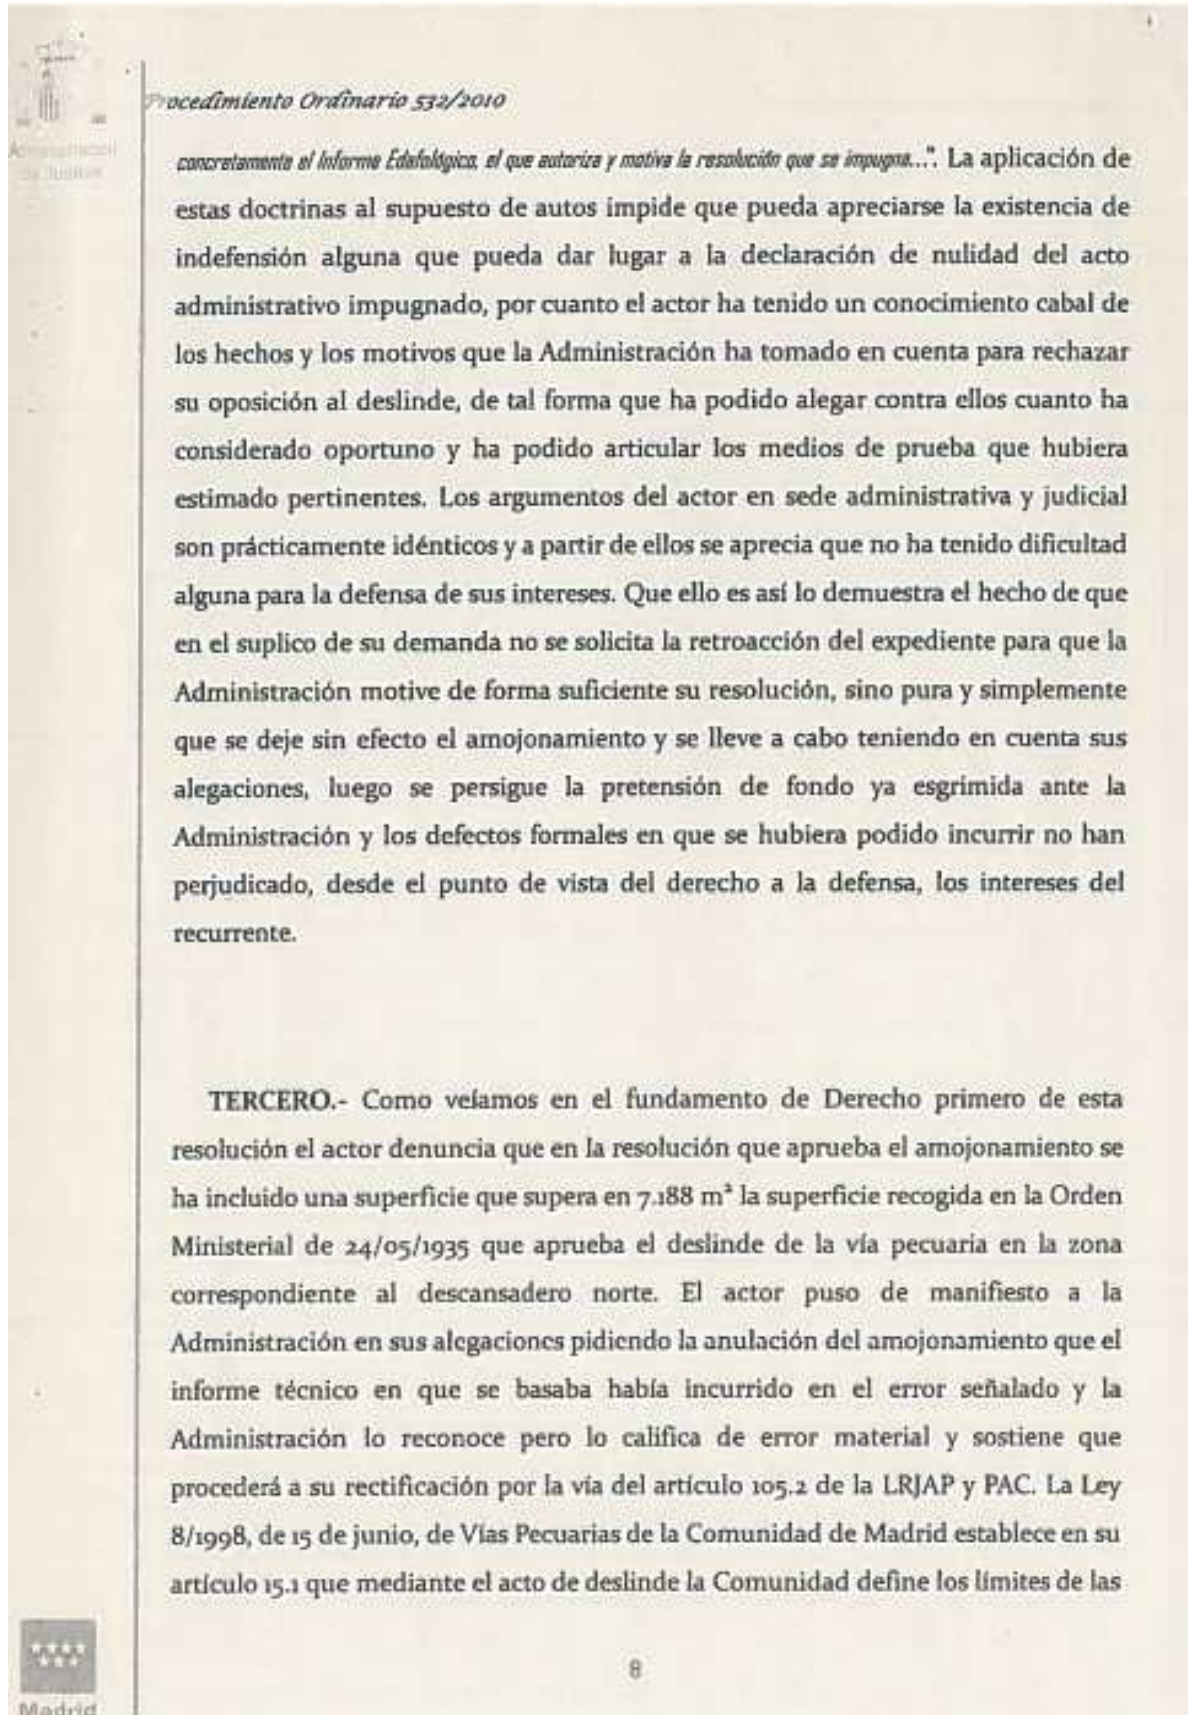 Procedimiento Ordinario 532/2010
Administración
de Justicia
concretamente el Informe Edafológico, el que autoriza y motiva la resolución que se impugna...". La aplicación de
estas doctrinas al supuesto de autos impide que pueda apreciarse la existencia de
indefensión alguna que pueda dar lugar a la declaración de nulidad del acto
administrativo impugnado, por cuanto el actor ha tenido un conocimiento cabal de
los hechos y los motivos que la Administración ha tomado en cuenta para rechazar
su oposición al deslinde, de tal forma que ha podido alegar contra ellos cuanto ha
considerado oportuno y ha podido articular los medios de prueba que hubiera
estimado pertinentes. Los argumentos del actor en sede administrativa y judicial
son prácticamente idénticos y a partir de ellos se aprecia que no ha tenido dificultad
alguna para la defensa de sus intereses. Que ello es así lo demuestra el hecho de que
en el suplico de su demanda no se solicita la retroacción del expediente para que la
Administración motive de forma suficiente su resolución, sino pura y simplemente
que se deje sin efecto el amojonamiento y se lleve a cabo teniendo en cuenta sus
alegaciones, luego se persigue la pretensión de fondo ya esgrimida ante la
Administración y los defectos formales en que se hubiera podido incurrir no han
perjudicado, desde el punto de vista del derecho a la defensa, los intereses del
recurrente.
TERCERO.- Como veíamos en el fundamento de Derecho primero de esta
resolución el actor denuncia que en la resolución que aprueba el amojonamiento se
ha incluido una superficie que supera en 7.188 m² la superficie recogida en la Orden
Ministerial de 24/05/1935 que aprueba el deslinde de la vía pecuaria en la zona
correspondiente al descansadero norte. El actor puso de manifiesto a la
Administración en sus alegaciones pidiendo la anulación del amojonamiento que el
informe técnico en que se basaba había incurrido en el error señalado y la
Administración lo reconoce pero lo califica de error material y sostiene que
procederá a su rectificación por la vía del artículo 105.2 de la LRJAP y PAC. La Ley
8/1998, de 15 de junio, de Vías Pecuarias de la Comunidad de Madrid establece en su
artículo 15.1 que mediante el acto de deslinde la Comunidad define los límites de las
8
Madrid